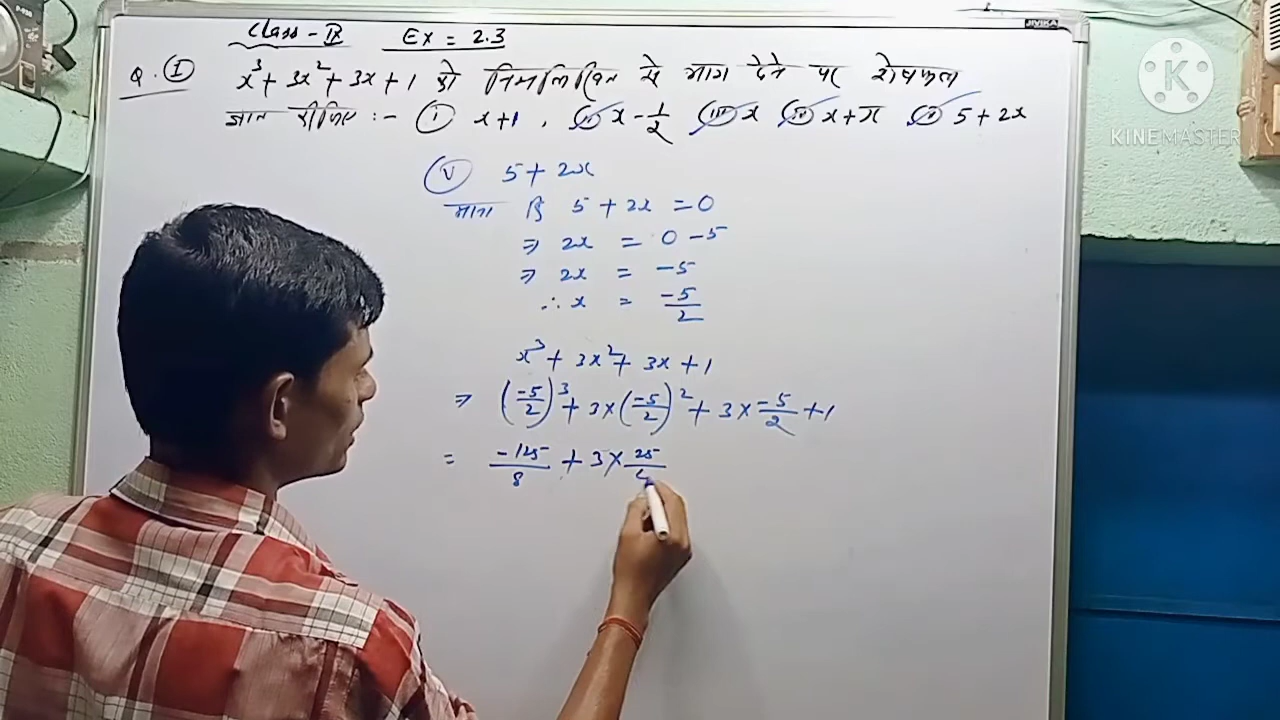 Class - IX Ex = 2.3
Q. I x³ + 3x² + 3x + 1 को निम्नलिखित से भाग देने पर शेषफल
ज्ञात कीजिए :- (i) x+1, (ii) x - 1/2 (iii) x (iv) x+π (v) 5+2x
(v) 5 + 2x
माना कि 5 + 2x = 0
⇒ 2x = 0 - 5
⇒ 2x = -5
∴ x = -5/2
x³ + 3x² + 3x + 1
⇒ (-5/2)³ + 3×(-5/2)² + 3×-5/2 + 1
= -125/8 + 3×25/4
JIVIKA
K
KINEMASTER